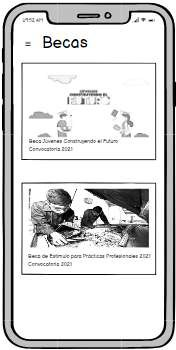 Becas
Beca Jóvenes Construyendo el Futuro
Convocatoria 2021
Beca de Estímulo para Prácticas Profesionales 2021
Convocatoria 2021